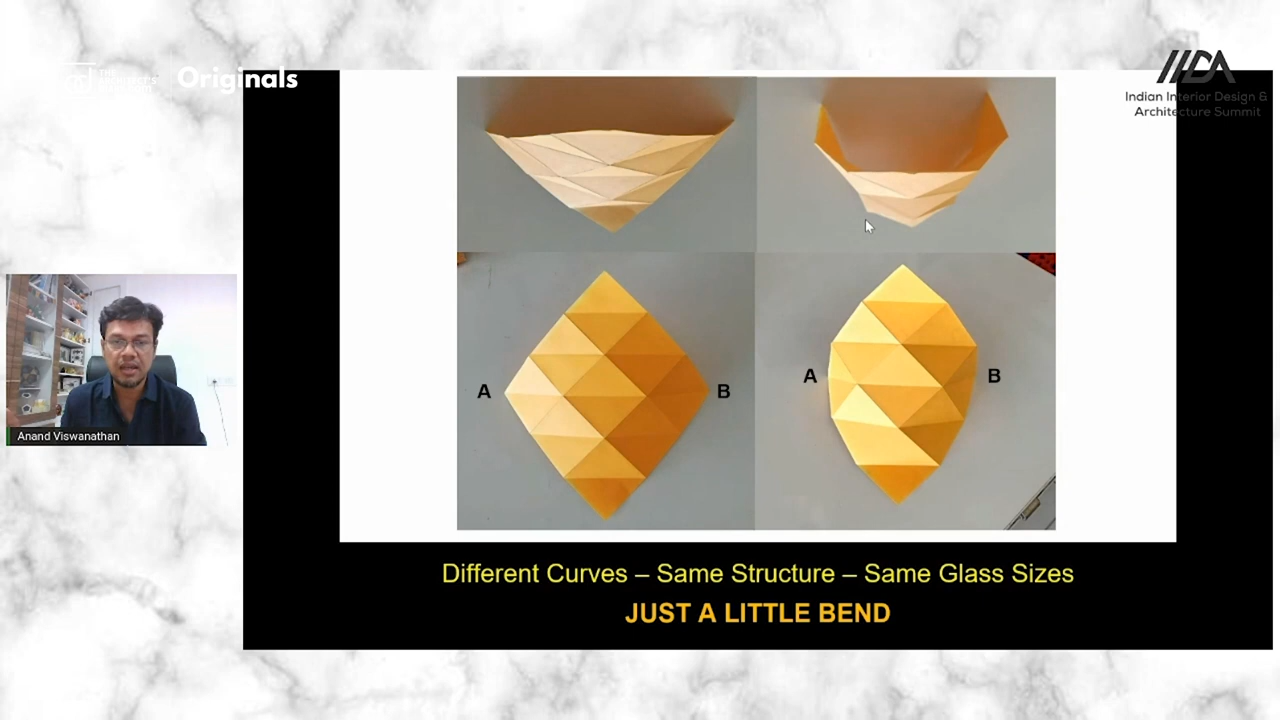 Originals
IIDA
Indian Interior Design &
Architecture Summit
A
B
A
B
Anand Viswanathan
Different Curves – Same Structure – Same Glass Sizes
JUST A LITTLE BEND